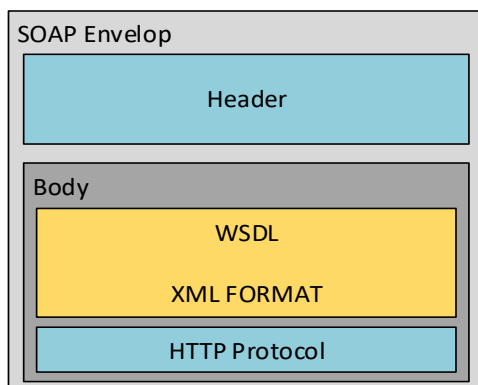 SOAP Envelop
Header
Body
WSDL
XML FORMAT
HTTP Protocol